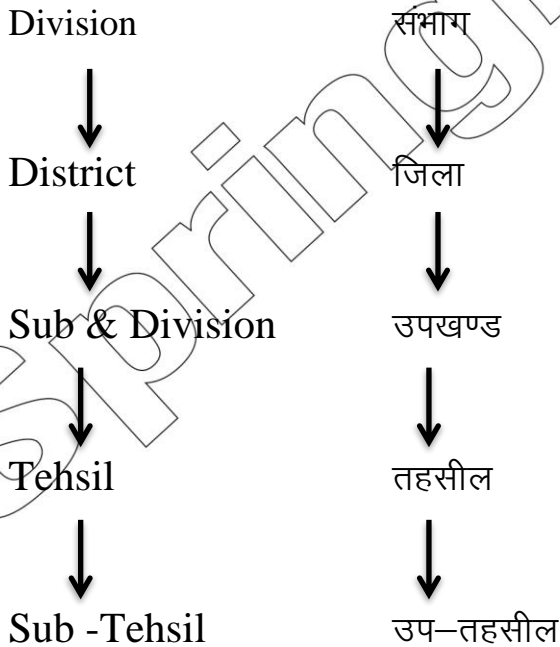 Division संभाग
District जिला
Sub & Division उपखण्ड
Tehsil तहसील
Sub -Tehsil उप–तहसील